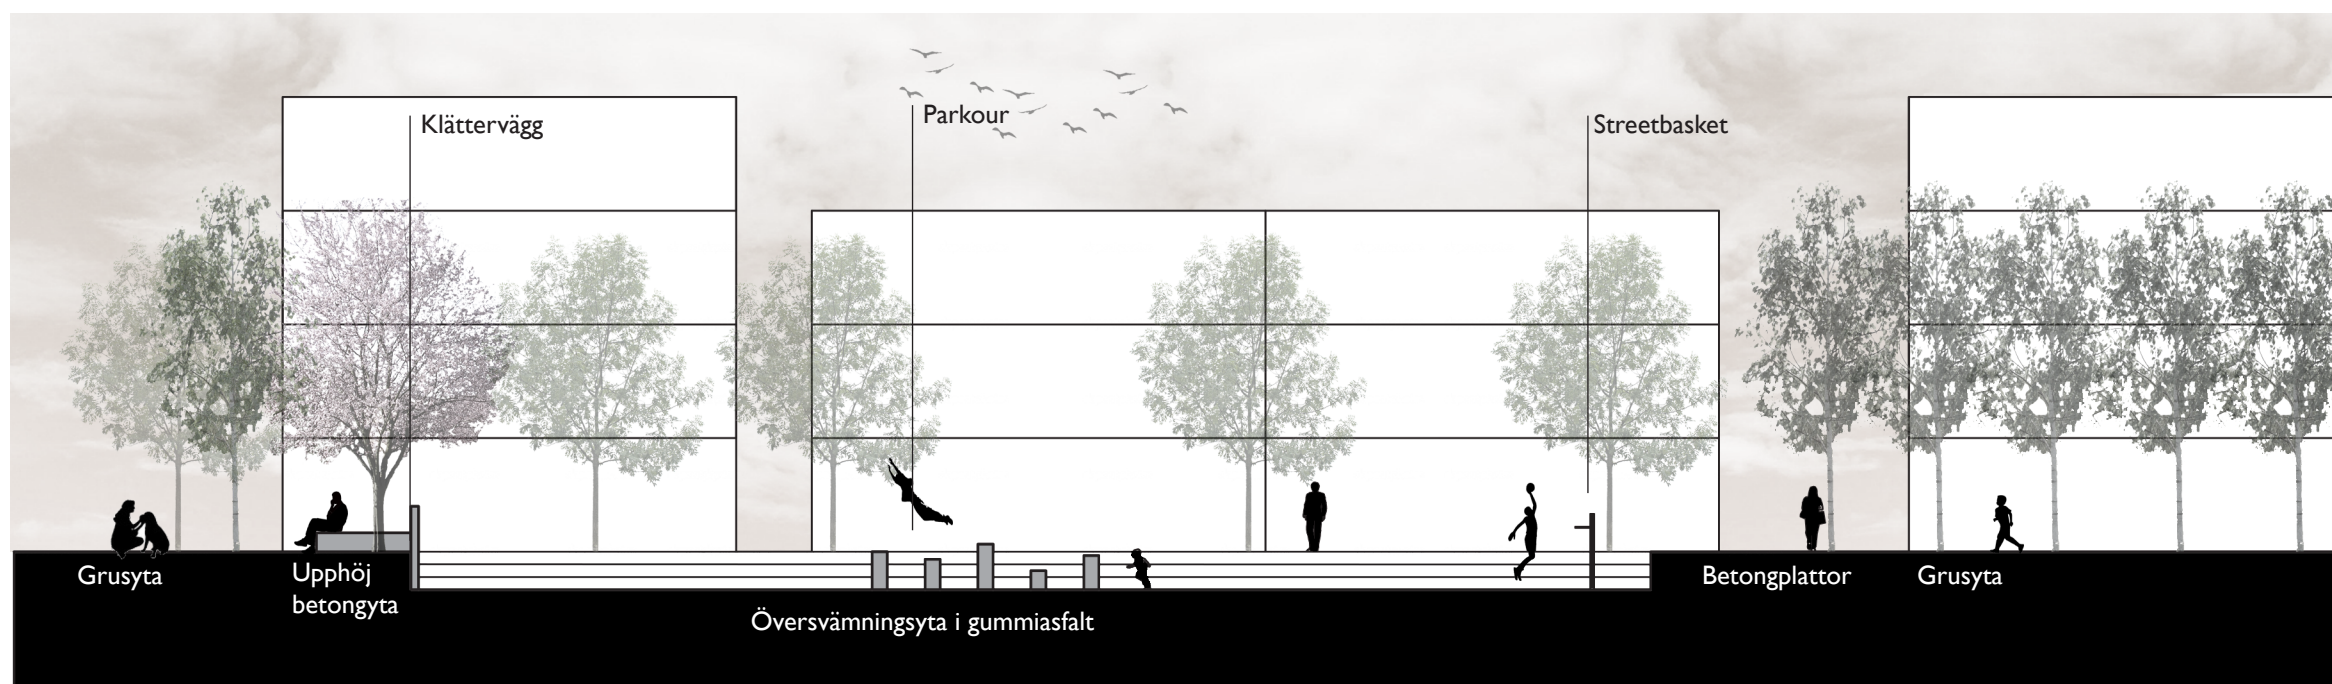 Klättervägg
Parkour
Streetbasket
Grusyta
Upphöj
betongyta
Översvämningsyta i gummiasfalt
Betongplattor
Grusyta